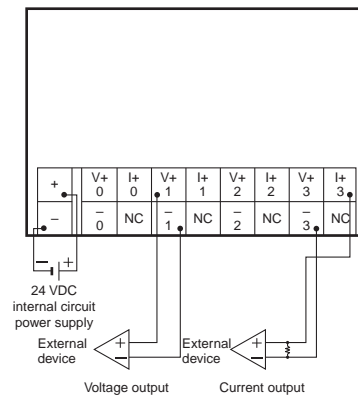 + V+ 0 I+ 0 V+ 1 I+ 1 V+ 2 I+ 2 V+ 3 I+ 3
− − 0 NC − 1 NC − 2 NC − 3 NC
− +
24 VDC
internal circuit
power supply
External
device
+
−
Voltage output
External
device
+
−
Current output